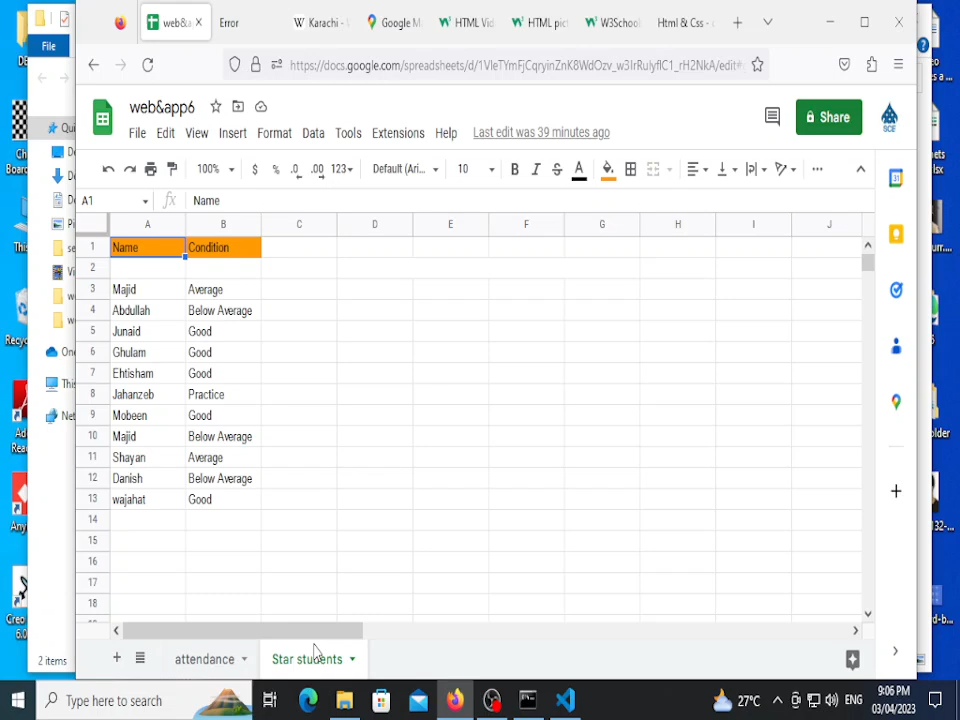 web&a
Error
Karachi -
Google M
HTML Vid
HTML pict
W3School
Html & Css -
File
https://docs.google.com/spreadsheets/d/
web&app6
File Edit View Insert Format Data Tools Extensions Help Last edit was 39 minutes ago
Share
100% $ % .0 .00 123 Default (Ari... 10 B I S A
A1 fx Name
A B C D E F G H I J
1 Name Condition
2
3 Majid Average
4 Abdullah Below Average
5 Junaid Good
6 Ghulam Good
7 Ehtisham Good
8 Jahanzeb Practice
9 Mobeen Good
10 Majid Below Average
11 Shayan Average
12 Danish Below Average
13 wajahat Good
14
15
16
17
18
+ attendance Star students
2 items
Type here to search
27°C ENG
9:06 PM
03/04/2023